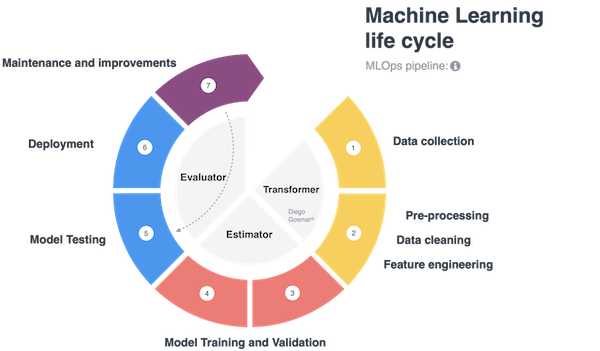 Machine Learning
life cycle
MLOps pipeline:
Maintenance and improvements
7
Deployment
6
1
Data collection
Evaluator
Transformer
Diego
Gosmar®
Pre-processing
Model Testing
5
Estimator
2
Data cleaning
Feature engineering
4
3
Model Training and Validation